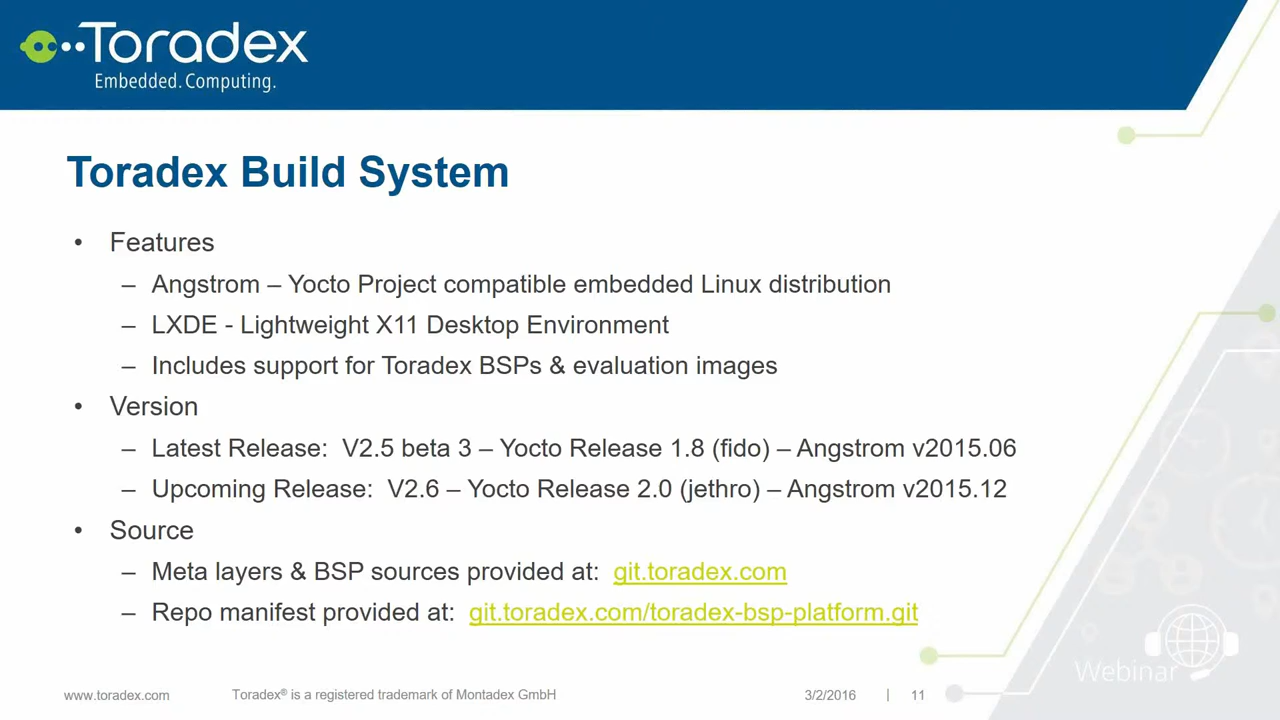 Toradex
Embedded. Computing.
Toradex Build System
• Features
– Angstrom – Yocto Project compatible embedded Linux distribution
– LXDE - Lightweight X11 Desktop Environment
– Includes support for Toradex BSPs & evaluation images
• Version
– Latest Release: V2.5 beta 3 – Yocto Release 1.8 (fido) – Angstrom v2015.06
– Upcoming Release: V2.6 – Yocto Release 2.0 (jethro) – Angstrom v2015.12
• Source
– Meta layers & BSP sources provided at: git.toradex.com
– Repo manifest provided at: git.toradex.com/toradex-bsp-platform.git
Webinar
www.toradex.com Toradex® is a registered trademark of Montadex GmbH 3/2/2016 | 11